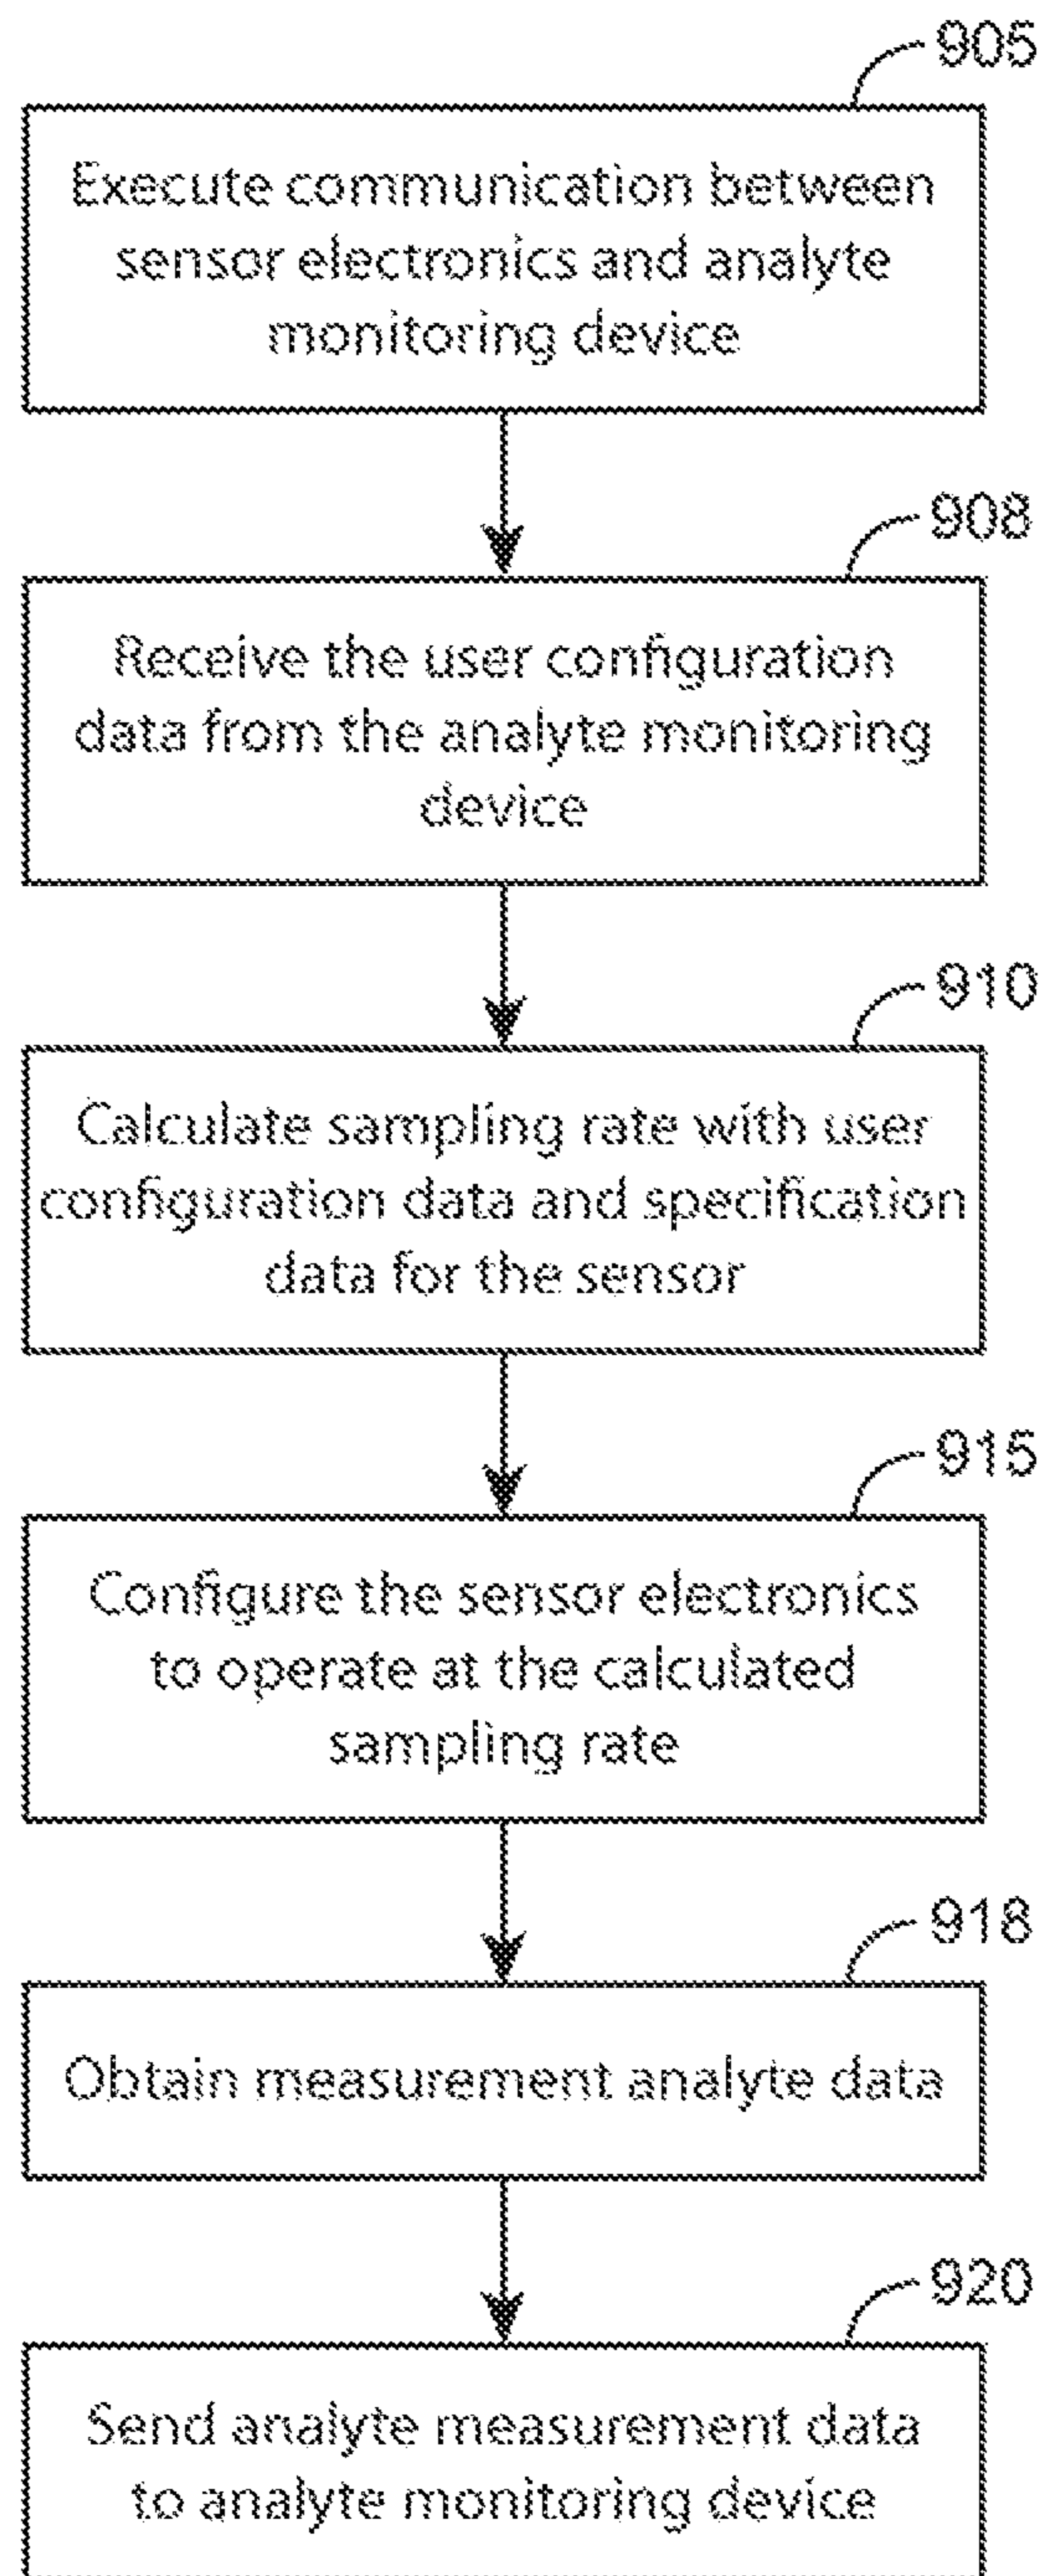 905
Execute communication between
sensor electronics and analyte
monitoring device
908
Receive the user configuration
data from the analyte monitoring
device
910
Calculate sampling rate with user
configuration data and specification
data for the sensor
915
Configure the sensor electronics
to operate at the calculated
sampling rate
918
Obtain measurement analyte data
920
Send analyte measurement data
to analyte monitoring device